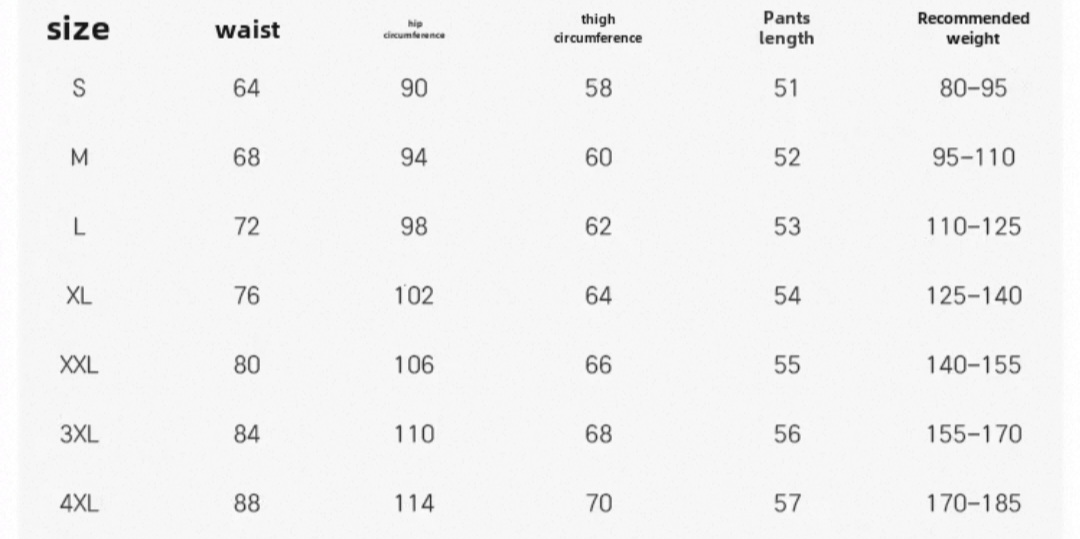 size waist hip circumference thigh circumference Pants length Recommended weight
S 64 90 58 51 80–95
M 68 94 60 52 95–110
L 72 98 62 53 110–125
XL 76 102 64 54 125–140
XXL 80 106 66 55 140–155
3XL 84 110 68 56 155–170
4XL 88 114 70 57 170–185